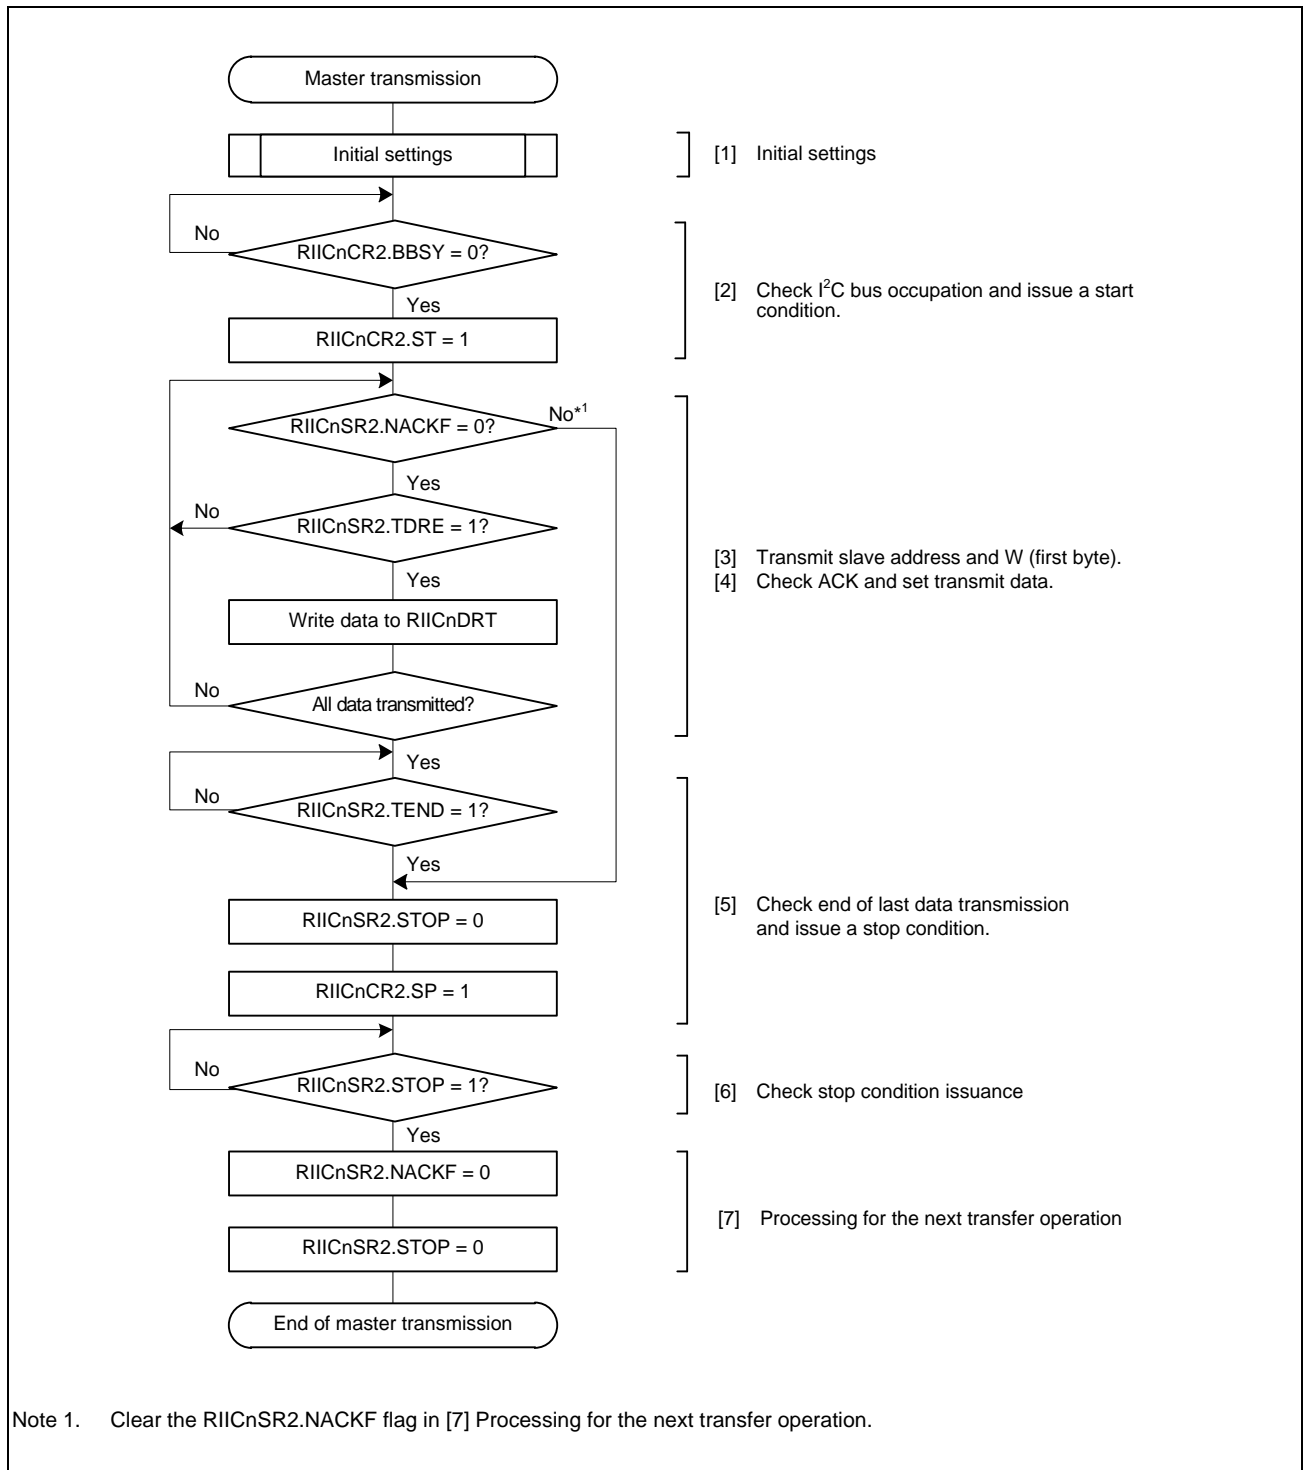 Master transmission
Initial settings
[1] Initial settings
No
RIICnCR2.BBSY = 0?
Yes
[2] Check I²C bus occupation and issue a start
condition.
RIICnCR2.ST = 1
RIICnSR2.NACKF = 0?
No*¹
Yes
No
RIICnSR2.TDRE = 1?
Yes
[3] Transmit slave address and W (first byte).
[4] Check ACK and set transmit data.
Write data to RIICnDRT
No
All data transmitted?
Yes
No
RIICnSR2.TEND = 1?
Yes
RIICnSR2.STOP = 0
[5] Check end of last data transmission
and issue a stop condition.
RIICnCR2.SP = 1
No
RIICnSR2.STOP = 1?
[6] Check stop condition issuance
Yes
RIICnSR2.NACKF = 0
[7] Processing for the next transfer operation
RIICnSR2.STOP = 0
End of master transmission
Note 1. Clear the RIICnSR2.NACKF flag in [7] Processing for the next transfer operation.